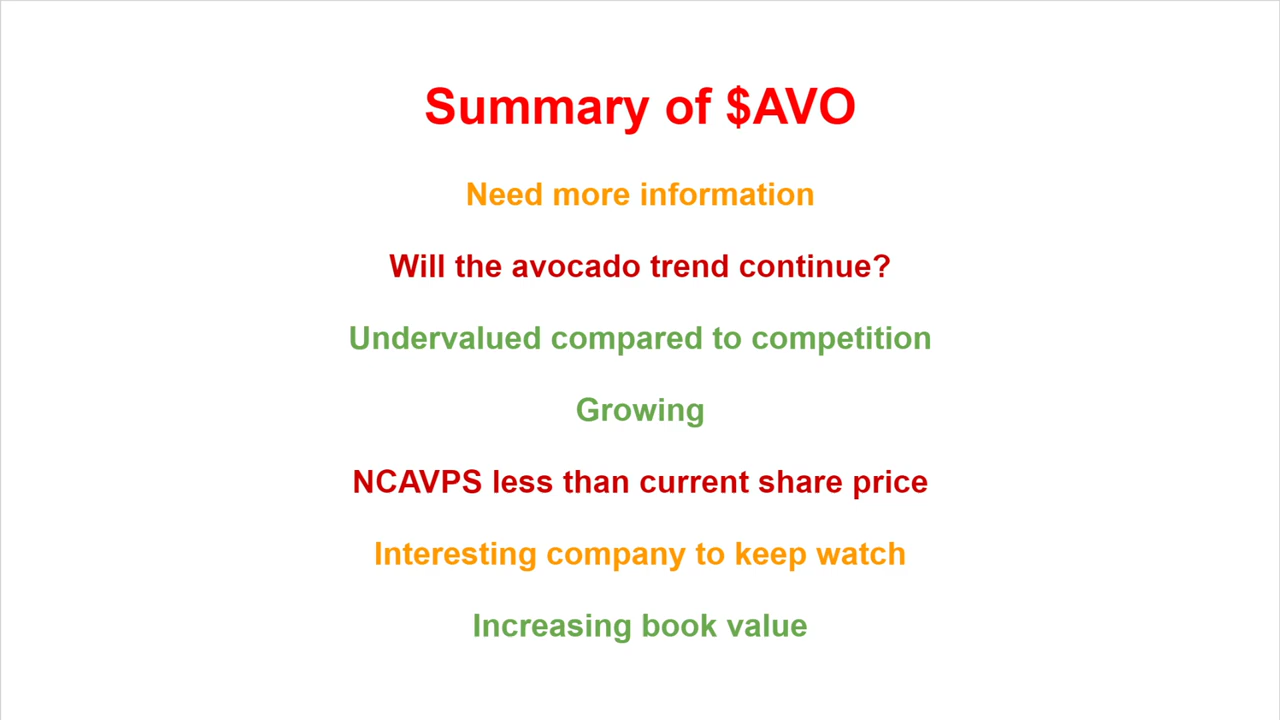 Summary of $AVO
Need more information
Will the avocado trend continue?
Undervalued compared to competition
Growing
NCAVPS less than current share price
Interesting company to keep watch
Increasing book value